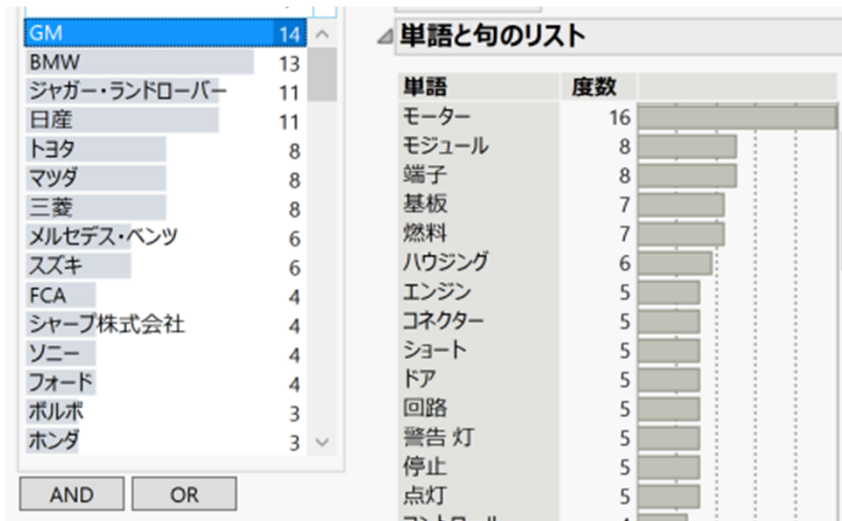 GM 14
BMW 13
ジャガー・ランドローバー 11
日産 11
トヨタ 8
マツダ 8
三菱 8
メルセデス・ベンツ 6
スズキ 6
FCA 4
シャープ株式会社 4
ソニー 4
フォード 4
ボルボ 3
ホンダ 3
AND OR
単語と句のリスト
単語 度数
モーター 16
モジュール 8
端子 8
基板 7
燃料 7
ハウジング 6
エンジン 5
コネクター 5
ショート 5
ドア 5
回路 5
警告 灯 5
停止 5
点灯 5